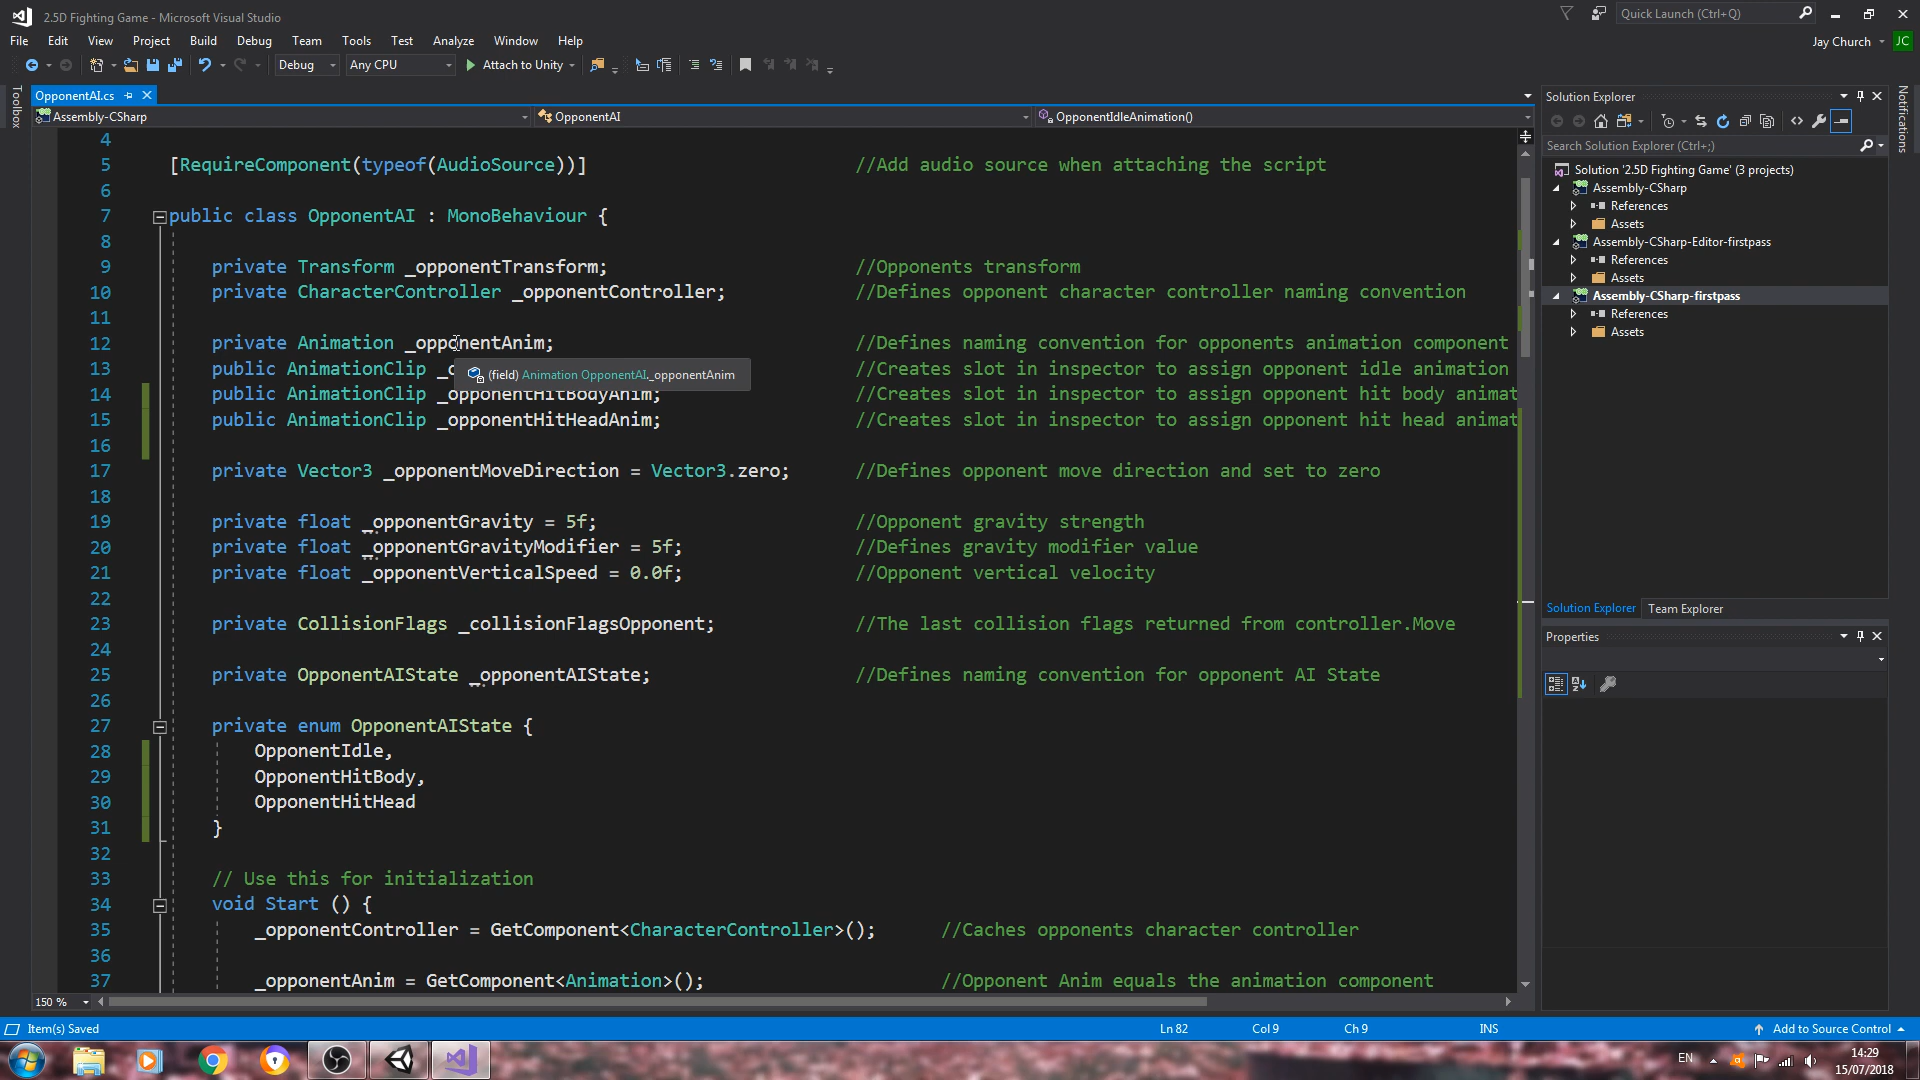 2.5D Fighting Game - Microsoft Visual Studio
Quick Launch (Ctrl+Q)
File Edit View Project Build Debug Team Tools Test Analyze Window Help
Jay Church JC
Debug Any CPU Attach to Unity
Toolbox
OpponentAI.cs
Assembly-CSharp OpponentAI OpponentIdleAnimation()
4
5 [RequireComponent(typeof(AudioSource))] //Add audio source when attaching the script
6
7 public class OpponentAI : MonoBehaviour {
8
9 private Transform _opponentTransform; //Opponents transform
10 private CharacterController _opponentController; //Defines opponent character controller naming convention
11
12 private Animation _opponentAnim; //Defines naming convention for opponents animation component
13 public AnimationClip _ //Creates slot in inspector to assign opponent idle animation
(field) Animation OpponentAI._opponentAnim
14 public AnimationClip _opponentHitBodyAnim; //Creates slot in inspector to assign opponent hit body animat
15 public AnimationClip _opponentHitHeadAnim; //Creates slot in inspector to assign opponent hit head animat
16
17 private Vector3 _opponentMoveDirection = Vector3.zero; //Defines opponent move direction and set to zero
18
19 private float _opponentGravity = 5f; //Opponent gravity strength
20 private float _opponentGravityModifier = 5f; //Defines gravity modifier value
21 private float _opponentVerticalSpeed = 0.0f; //Opponent vertical velocity
22
23 private CollisionFlags _collisionFlagsOpponent; //The last collision flags returned from controller.Move
24
25 private OpponentAIState _opponentAIState; //Defines naming convention for opponent AI State
26
27 private enum OpponentAIState {
28 OpponentIdle,
29 OpponentHitBody,
30 OpponentHitHead
31 }
32
33 // Use this for initialization
34 void Start () {
35 _opponentController = GetComponent<CharacterController>(); //Caches opponents character controller
36
37 _opponentAnim = GetComponent<Animation>(); //Opponent Anim equals the animation component
150 %
Solution Explorer
Search Solution Explorer (Ctrl+;)
Solution '2.5D Fighting Game' (3 projects)
Assembly-CSharp
References
Assets
Assembly-CSharp-Editor-firstpass
References
Assets
Assembly-CSharp-firstpass
References
Assets
Solution Explorer Team Explorer
Properties
Notifications
Item(s) Saved Ln 82 Col 9 Ch 9 INS Add to Source Control
EN 14:29
15/07/2018